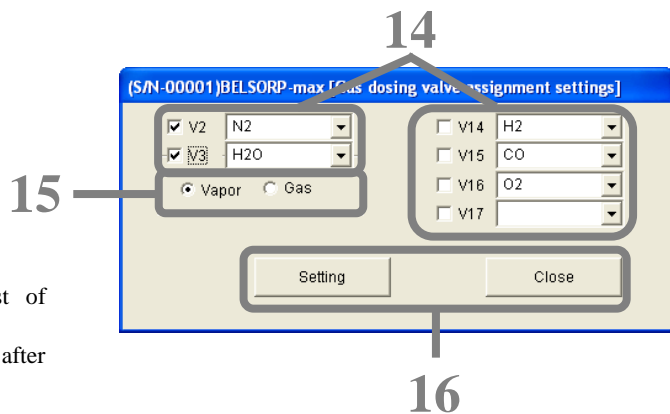 14
(S/N-00001)BELSORP-max [Gas dosing valve assignment settings]
V2 N2 V14 H2
V3 H2O V15 CO
15
Vapor Gas V16 O2
V17
Setting Close
st of
after
16